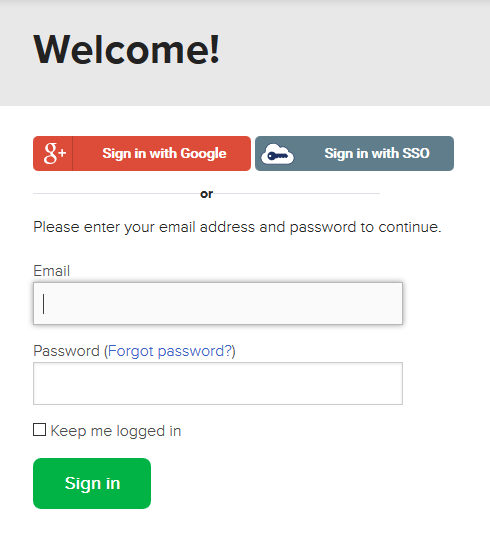 Welcome!
g+ Sign in with Google Sign in with SSO
or
Please enter your email address and password to continue.
Email
Password (Forgot password?)
Keep me logged in
Sign in